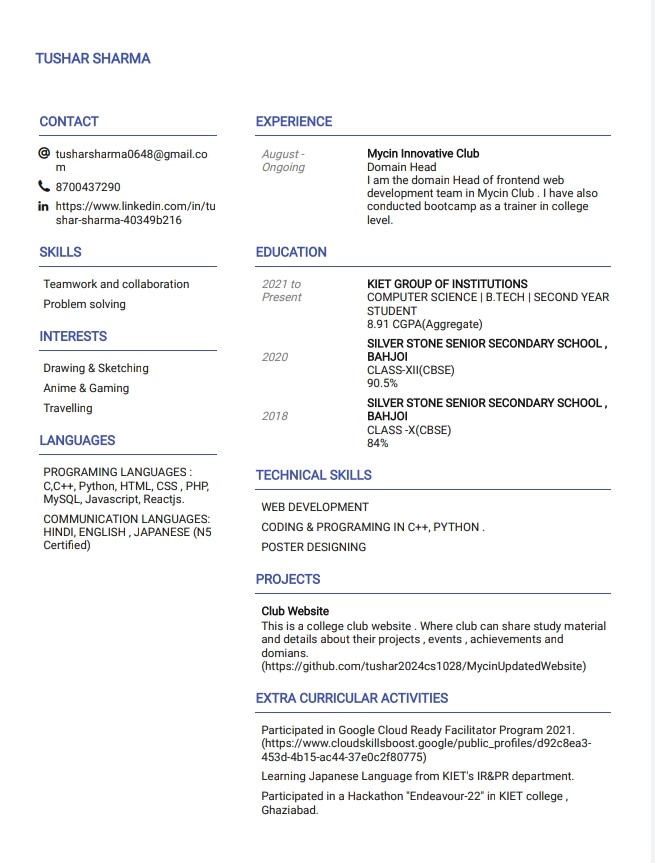 TUSHAR SHARMA
CONTACT
@ tusharsharma0648@gmail.co
m
8700437290
in https://www.linkedin.com/in/tu
shar-sharma-40349b216
SKILLS
Teamwork and collaboration
Problem solving
INTERESTS
Drawing & Sketching
Anime & Gaming
Travelling
LANGUAGES
PROGRAMING LANGUAGES :
C,C++, Python, HTML, CSS , PHP,
MySQL, Javascript, Reactjs.
COMMUNICATION LANGUAGES:
HINDI, ENGLISH , JAPANESE (N5
Certified)
EXPERIENCE
August -
Ongoing
Mycin Innovative Club
Domain Head
I am the domain Head of frontend web
development team in Mycin Club . I have also
conducted bootcamp as a trainer in college
level.
EDUCATION
2021 to
Present
KIET GROUP OF INSTITUTIONS
COMPUTER SCIENCE | B.TECH | SECOND YEAR
STUDENT
8.91 CGPA(Aggregate)
2020
SILVER STONE SENIOR SECONDARY SCHOOL ,
BAHJOI
CLASS-XII(CBSE)
90.5%
2018
SILVER STONE SENIOR SECONDARY SCHOOL ,
BAHJOI
CLASS -X(CBSE)
84%
TECHNICAL SKILLS
WEB DEVELOPMENT
CODING & PROGRAMING IN C++, PYTHON .
POSTER DESIGNING
PROJECTS
Club Website
This is a college club website . Where club can share study material
and details about their projects , events , achievements and
domians.
(https://github.com/tushar2024cs1028/MycinUpdatedWebsite)
EXTRA CURRICULAR ACTIVITIES
Participated in Google Cloud Ready Facilitator Program 2021.
(https://www.cloudskillsboost.google/public_profiles/d92c8ea3-
453d-4b15-ac44-37e0c2f80775)
Learning Japanese Language from KIET's IR&PR department.
Participated in a Hackathon "Endeavour-22" in KIET college ,
Ghaziabad.